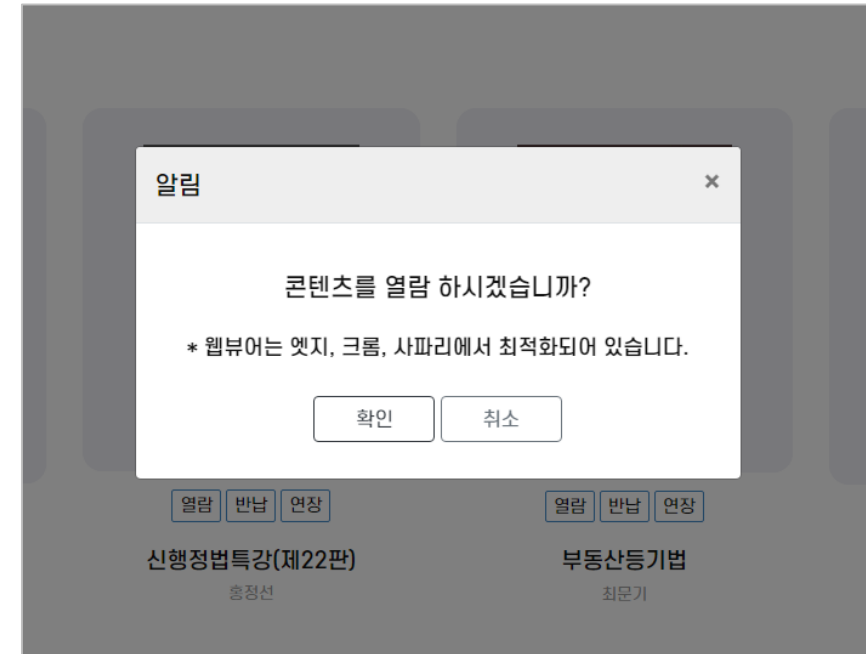 알림 ×
콘텐츠를 열람 하시겠습니까?
* 웹뷰어는 엣지, 크롬, 사파리에서 최적화되어 있습니다.
확인 취소
열람 반납 연장 열람 반납 연장
신행정법특강(제22판) 부동산등기법
홍정선 최문기